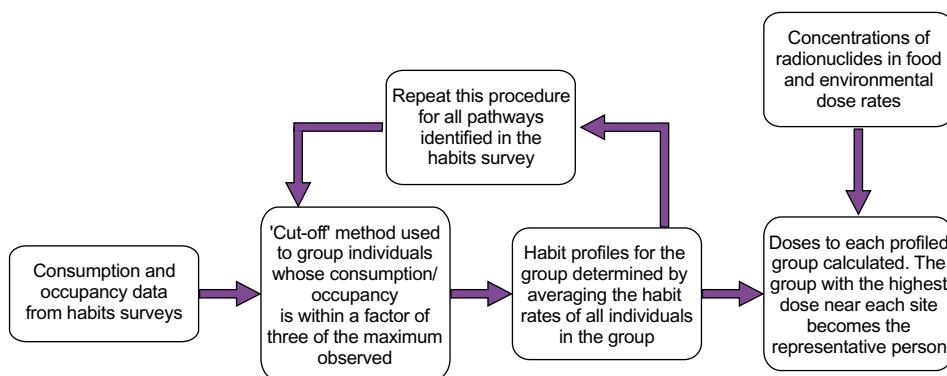 Consumption and
occupancy data
from habits surveys
'Cut-off' method used
to group individuals
whose consumption/
occupancy
is within a factor of
three of the maximum
observed
Habit profiles for the
group determined by
averaging the habit
rates of all individuals
in the group
Repeat this procedure
for all pathways
identified in the
habits survey
Concentrations of
radionuclides in food
and environmental
dose rates
Doses to each profiled
group calculated. The
group with the highest
dose near each site
becomes the
representative person